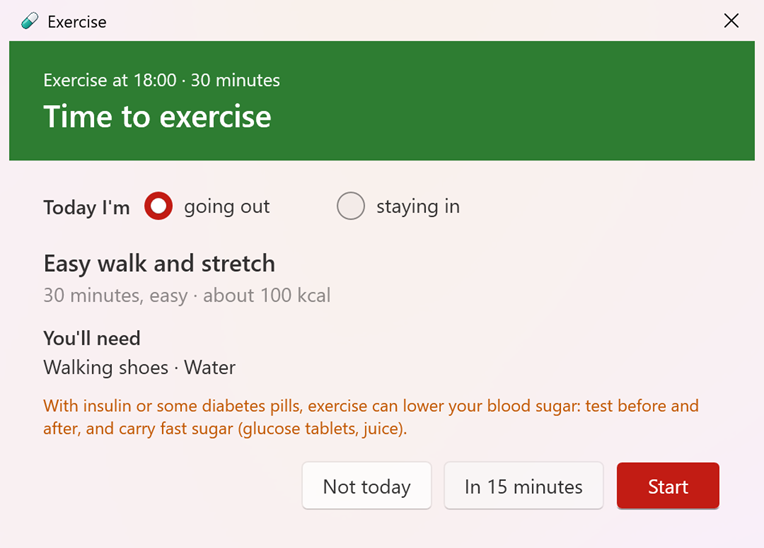 Exercise
Exercise at 18:00 · 30 minutes
Time to exercise
Today I'm going out staying in
Easy walk and stretch
30 minutes, easy · about 100 kcal
You'll need
Walking shoes · Water
With insulin or some diabetes pills, exercise can lower your blood sugar: test before and
after, and carry fast sugar (glucose tablets, juice).
Not today In 15 minutes Start